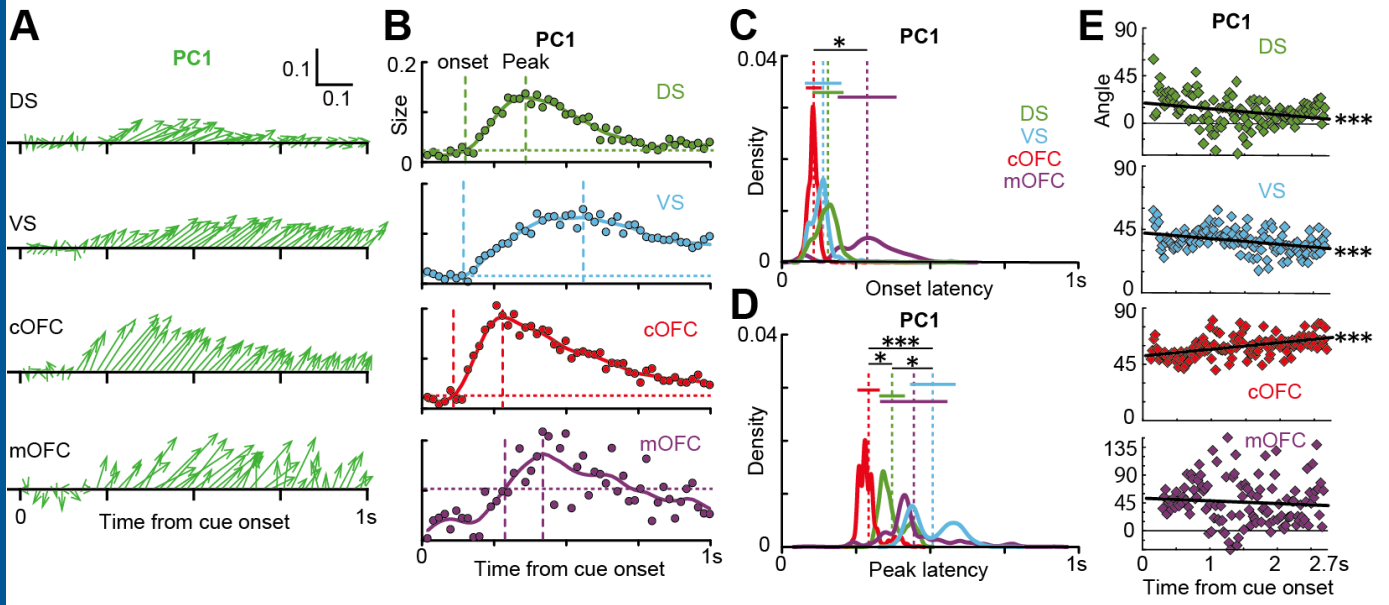 A
PC1
0.1
0.1
DS
VS
cOFC
mOFC
0
Time from cue onset
1s
B
PC1
onset
Peak
0.2
Size
0
DS
VS
cOFC
mOFC
0
1s
Time from cue onset
C
PC1
*
0.04
Density
0
DS
VS
cOFC
mOFC
Onset latency
0
1s
D
PC1
***
*
*
0.04
Density
0
0
Peak latency
1s
E
PC1
90
DS
45
Angle
0
***
90
VS
45
0
***
90
45
***
cOFC
0
mOFC
135
90
45
0
0
1
2
2.7s
Time from cue onset